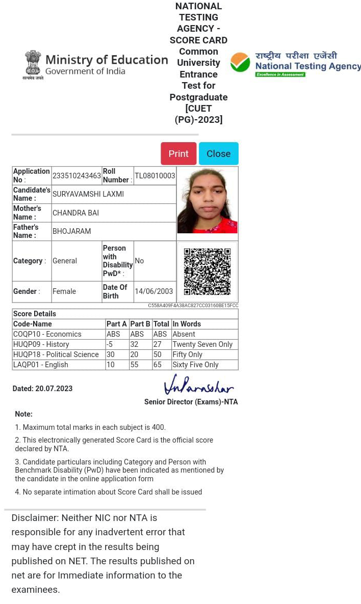 NATIONAL
TESTING
AGENCY -
SCORE CARD
Common
University
Entrance
Test for
Postgraduate
[CUET
(PG)-2023]
Ministry of Education
Government of India
राष्ट्रीय परीक्षा एजेंसी
National Testing Agency
Excellence in Assessment
Print Close
Application No : 233510243463 Roll Number : TL08010003
Candidate's Name : SURYAVAMSHI LAXMI
Mother's Name : CHANDRA BAI
Father's Name : BHOJARAM
Category : General Person with Disability PwD* : No
Gender : Female Date Of Birth 14/06/2003
Score Details
Code-Name Part A Part B Total In Words
COQP10 - Economics ABS ABS ABS Absent
HUQP09 - History -5 32 27 Twenty Seven Only
HUQP18 - Political Science 30 20 50 Fifty Only
LAQP01 - English 10 55 65 Sixty Five Only
Dated: 20.07.2023
Senior Director (Exams)-NTA
Note:
1. Maximum total marks in each subject is 400.
2. This electronically generated Score Card is the official score
declared by NTA.
3. Candidate particulars including Category and Person with
Benchmark Disability (PwD) have been indicated as mentioned by
the candidate in the online application form
4. No separate intimation about Score Card shall be issued
Disclaimer: Neither NIC nor NTA is
responsible for any inadvertent error that
may have crept in the results being
published on NET. The results published on
net are for Immediate information to the
examinees.